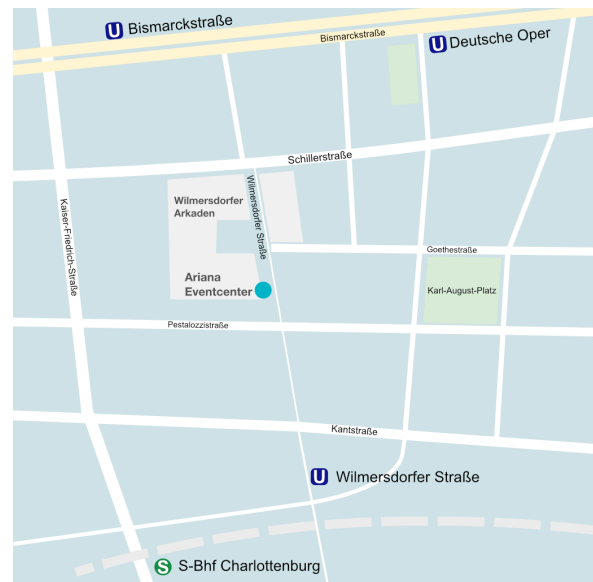 U Bismarckstraße
Bismarckstraße
U Deutsche Oper
Schillerstraße
Wilmersdorfer
Arkaden
Wilmersdorfer Straße
Kaiser-Friedrich-Straße
Goethestraße
Ariana
Eventcenter
Karl-August-Platz
Pestalozzistraße
Kantstraße
U Wilmersdorfer Straße
S S-Bhf Charlottenburg